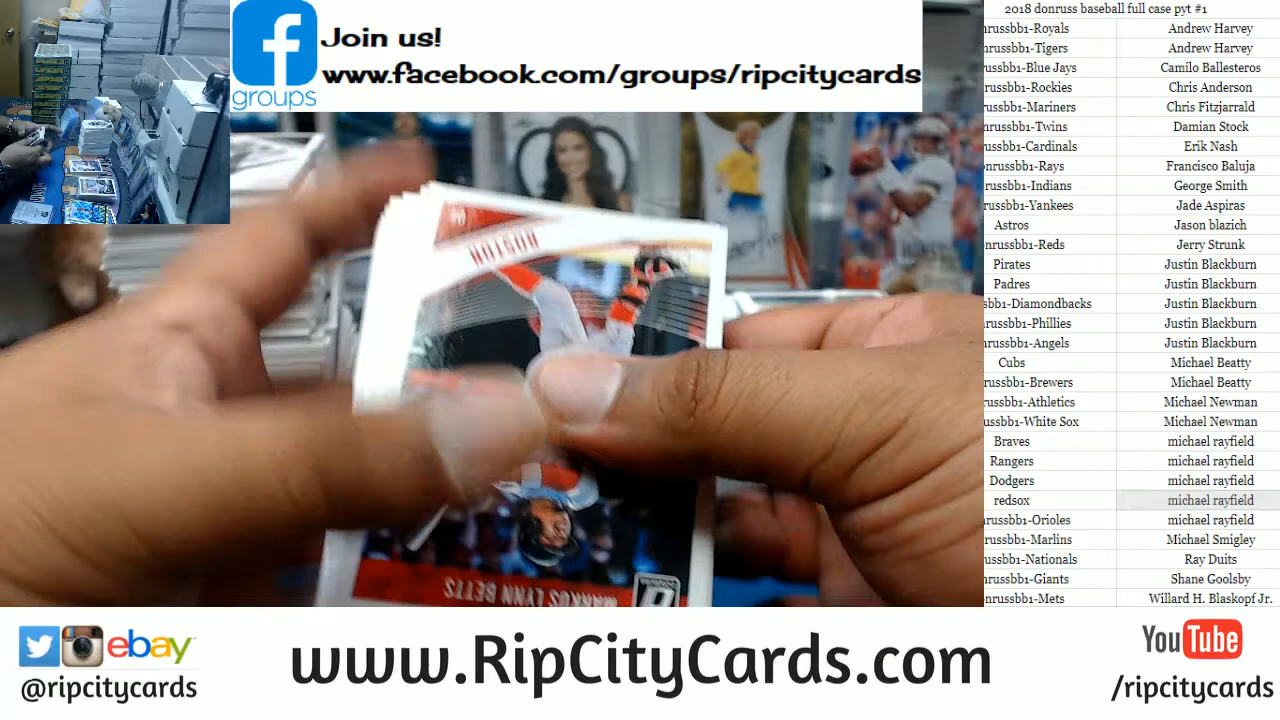 Join us!
www.facebook.com/groups/ripcitycards
f
groups
BOSTON
MARKUS LYNN BETTS
2018 donruss baseball full case pyt #1
nrussbb1-Royals Andrew Harvey
nrussbb1-Tigers Andrew Harvey
russbb1-Blue Jays Camilo Ballesteros
nrussbb1-Rockies Chris Anderson
russbb1-Mariners Chris Fitzjarrald
nrussbb1-Twins Damian Stock
russbb1-Cardinals Erik Nash
onrussbb1-Rays Francisco Baluja
nrussbb1-Indians George Smith
russbb1-Yankees Jade Aspiras
Astros Jason blazich
onrussbb1-Reds Jerry Strunk
Pirates Justin Blackburn
Padres Justin Blackburn
sbb1-Diamondbacks Justin Blackburn
nrussbb1-Phillies Justin Blackburn
nrussbb1-Angels Justin Blackburn
Cubs Michael Beatty
russbb1-Brewers Michael Beatty
russbb1-Athletics Michael Newman
ussbb1-White Sox Michael Newman
Braves michael rayfield
Rangers michael rayfield
Dodgers michael rayfield
redsox michael rayfield
nrussbb1-Orioles michael rayfield
russbb1-Marlins Michael Smigley
ussbb1-Nationals Ray Duits
nrussbb1-Giants Shane Goolsby
onrussbb1-Mets Willard H. Blaskopf Jr.
ebay
@ripcitycards
www.RipCityCards.com
YouTube
/ripcitycards